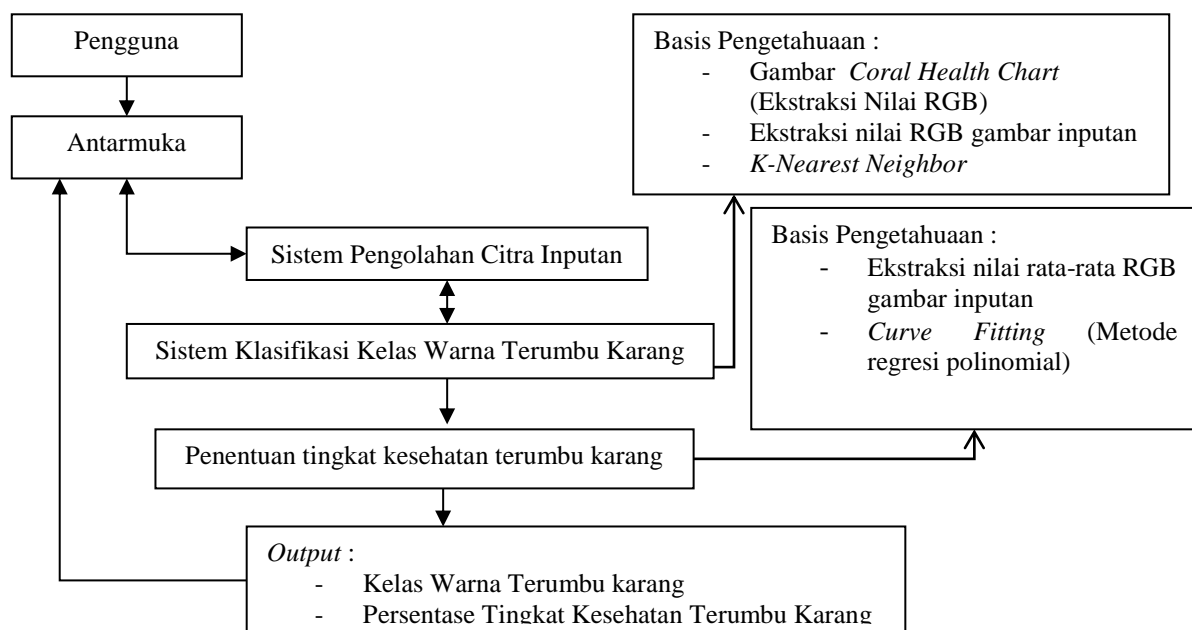 Pengguna
Antarmuka
Basis Pengetahuaan :
- Gambar Coral Health Chart
(Ekstraksi Nilai RGB)
- Ekstraksi nilai RGB gambar inputan
- K-Nearest Neighbor
Sistem Pengolahan Citra Inputan
Basis Pengetahuaan :
- Ekstraksi nilai rata-rata RGB
gambar inputan
- Curve Fitting (Metode
regresi polinomial)
Sistem Klasifikasi Kelas Warna Terumbu Karang
Penentuan tingkat kesehatan terumbu karang
Output :
- Kelas Warna Terumbu karang
- Persentase Tingkat Kesehatan Terumbu Karang